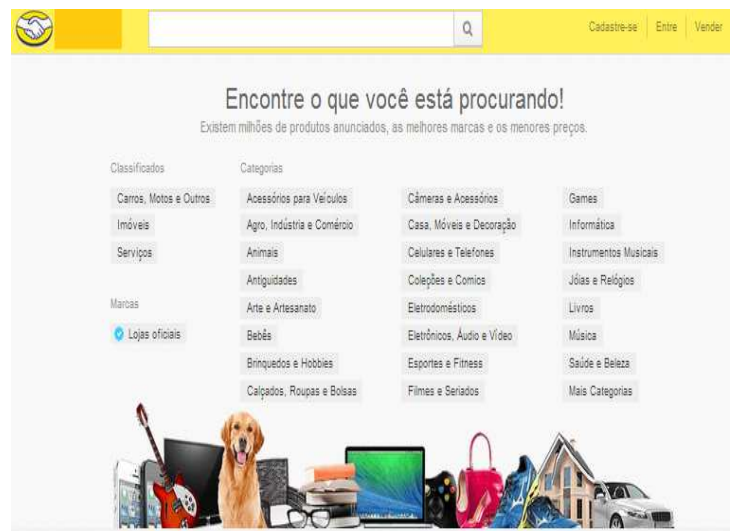 Cadastre-se Entre Vender
Encontre o que você está procurando!
Existem milhões de produtos anunciados, as melhores marcas e os menores preços.
Classificados
Carros, Motos e Outros
Imóveis
Serviços
Marcas
Lojas oficiais
Categorias
Acessórios para Veículos
Agro, Indústria e Comércio
Animais
Antiguidades
Arte e Artesanato
Bebês
Brinquedos e Hobbies
Calçados, Roupas e Bolsas
Câmeras e Acessórios
Casa, Móveis e Decoração
Celulares e Telefones
Coleções e Comics
Eletrodomésticos
Eletrônicos, Áudio e Vídeo
Esportes e Fitness
Filmes e Seriados
Games
Informática
Instrumentos Musicais
Jóias e Relógios
Livros
Música
Saúde e Beleza
Mais Categorias